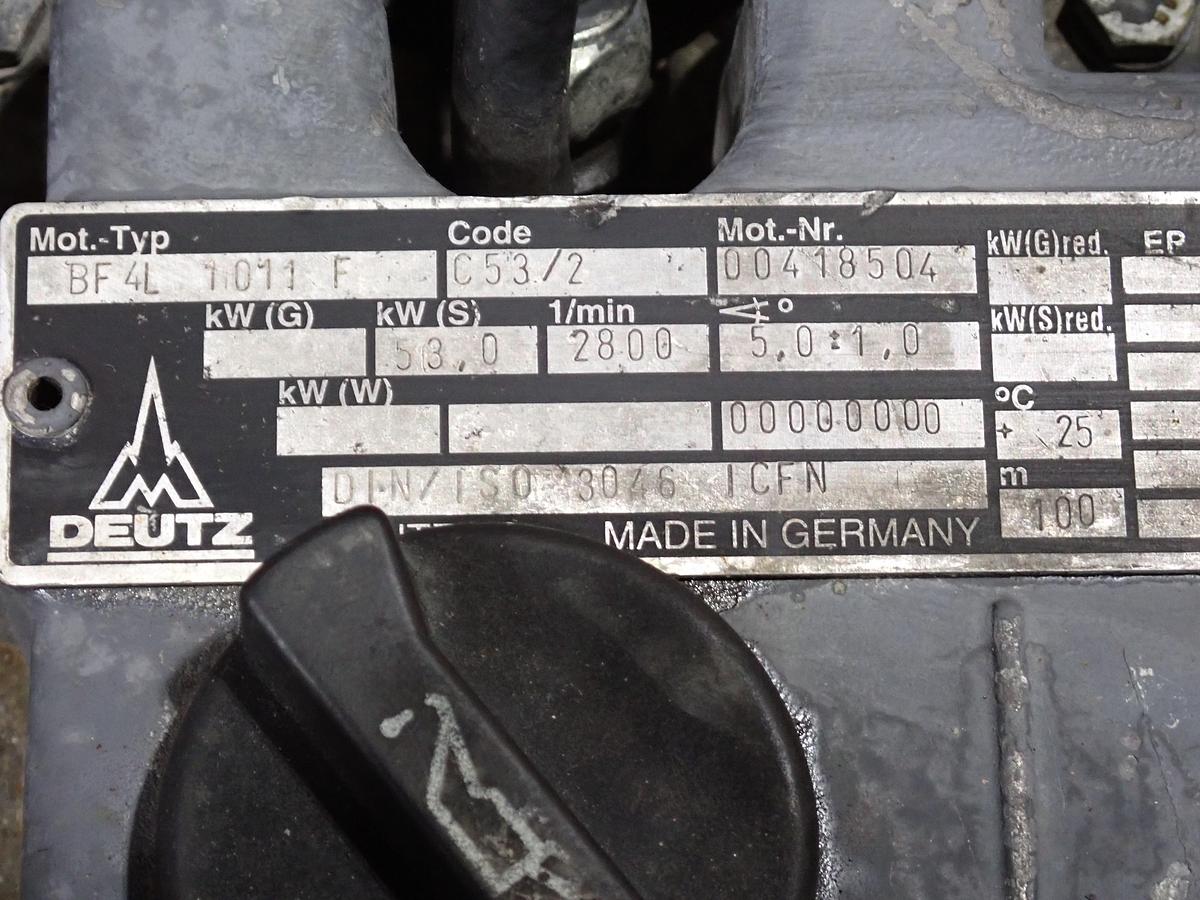 Mot.-Typ Code Mot.-Nr. kW(G)red. EP
BF4L 1011 F C53/2 00418504
kW (G) kW (S) 1/min ° kW(S)red.
53,0 2800 5,0±1,0
kW (W) °C
00000000 + 25
DIN/ISO 3046 ICFN m
100
DEUTZ MADE IN GERMANY